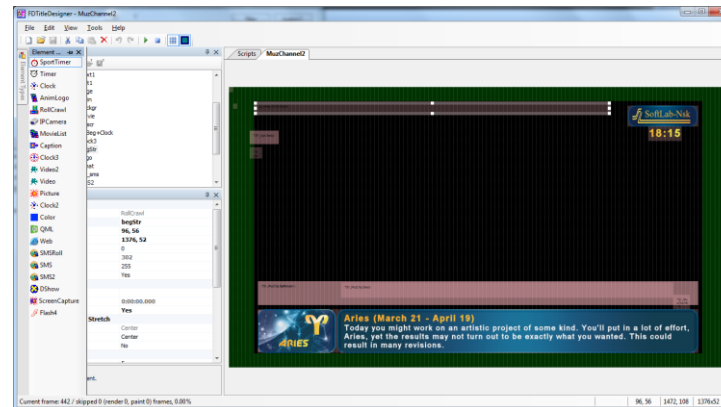 FDTitleDesigner - MuzChannel2
File Edit View Tools Help
Element ...
Scripts MuzChannel2
Element Types
SportTimer
Timer
Clock
AnimLogo
RollCrawl
IPCamera
MovieList
Caption
Clock3
Video2
Video
Picture
Clock2
Color
QML
Web
SMSRoll
SMS
SMS2
DShow
ScreenCapture
Flash4
RollCrawl
begStr
96, 56
1376, 52
0
302
255
Yes
0:00:00.000
Yes
Stretch
Center
Center
No
SoftLab-Nsk
18:15
ARIES
Aries (March 21 - April 19)
Today you might work on an artistic project of some kind. You'll put in a lot of effort,
Aries, yet the results may not turn out to be exactly what you wanted. This could
result in many revisions.
Current frame: 442 / skipped 0 (render 0, paint 0) frames, 0.00%
96, 56 1472, 108 1376x52